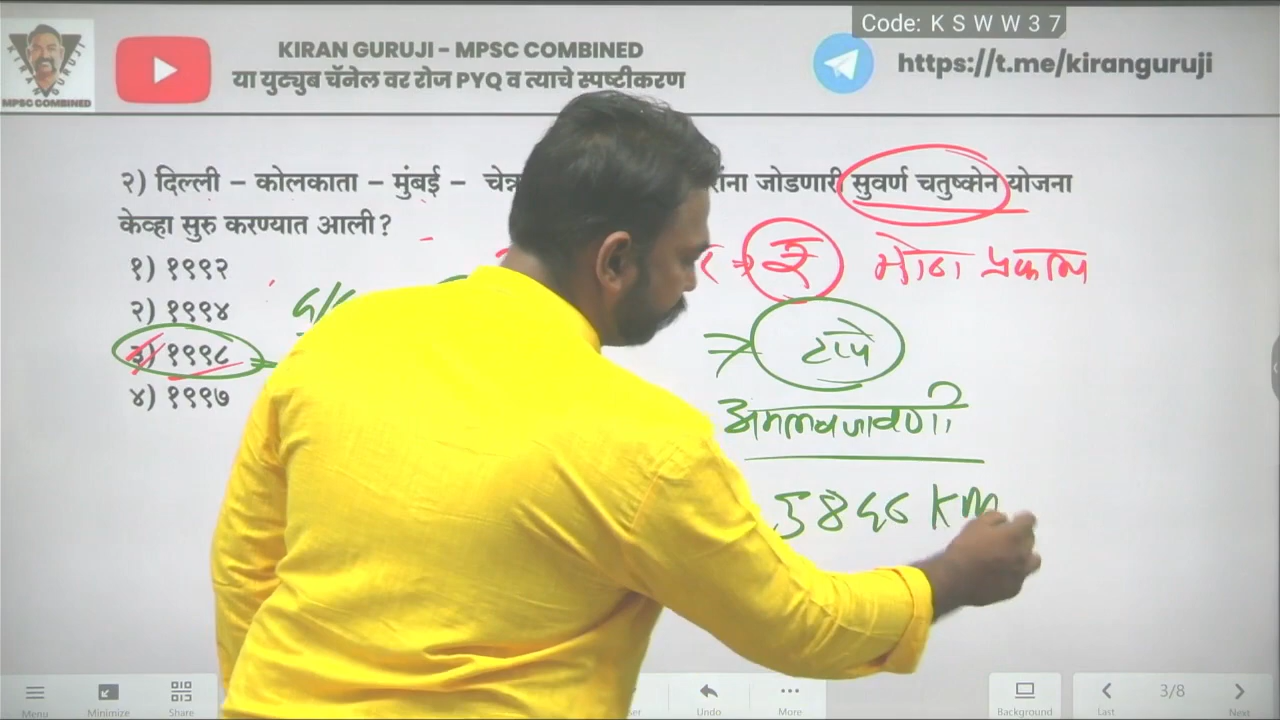 Code: K S W W 3 7
KIRAN GURUJI
MPSC COMBINED
KIRAN GURUJI - MPSC COMBINED
या युट्युब चॅनेल वर रोज PYQ व त्याचे स्पष्टीकरण
https://t.me/kiranguruji
२) दिल्ली – कोलकाता – मुंबई – जोडणारी सुवर्ण चतुष्कोन योजना
केव्हा सुरु करण्यात आली?
१) १९९२
२) १९९४
३) १९९८
४) १९९७
टप्पे
अंमलबजावणी
5846 KM
Menu
Minimize
Share
Undo
More
Background
Last
3/8
Next